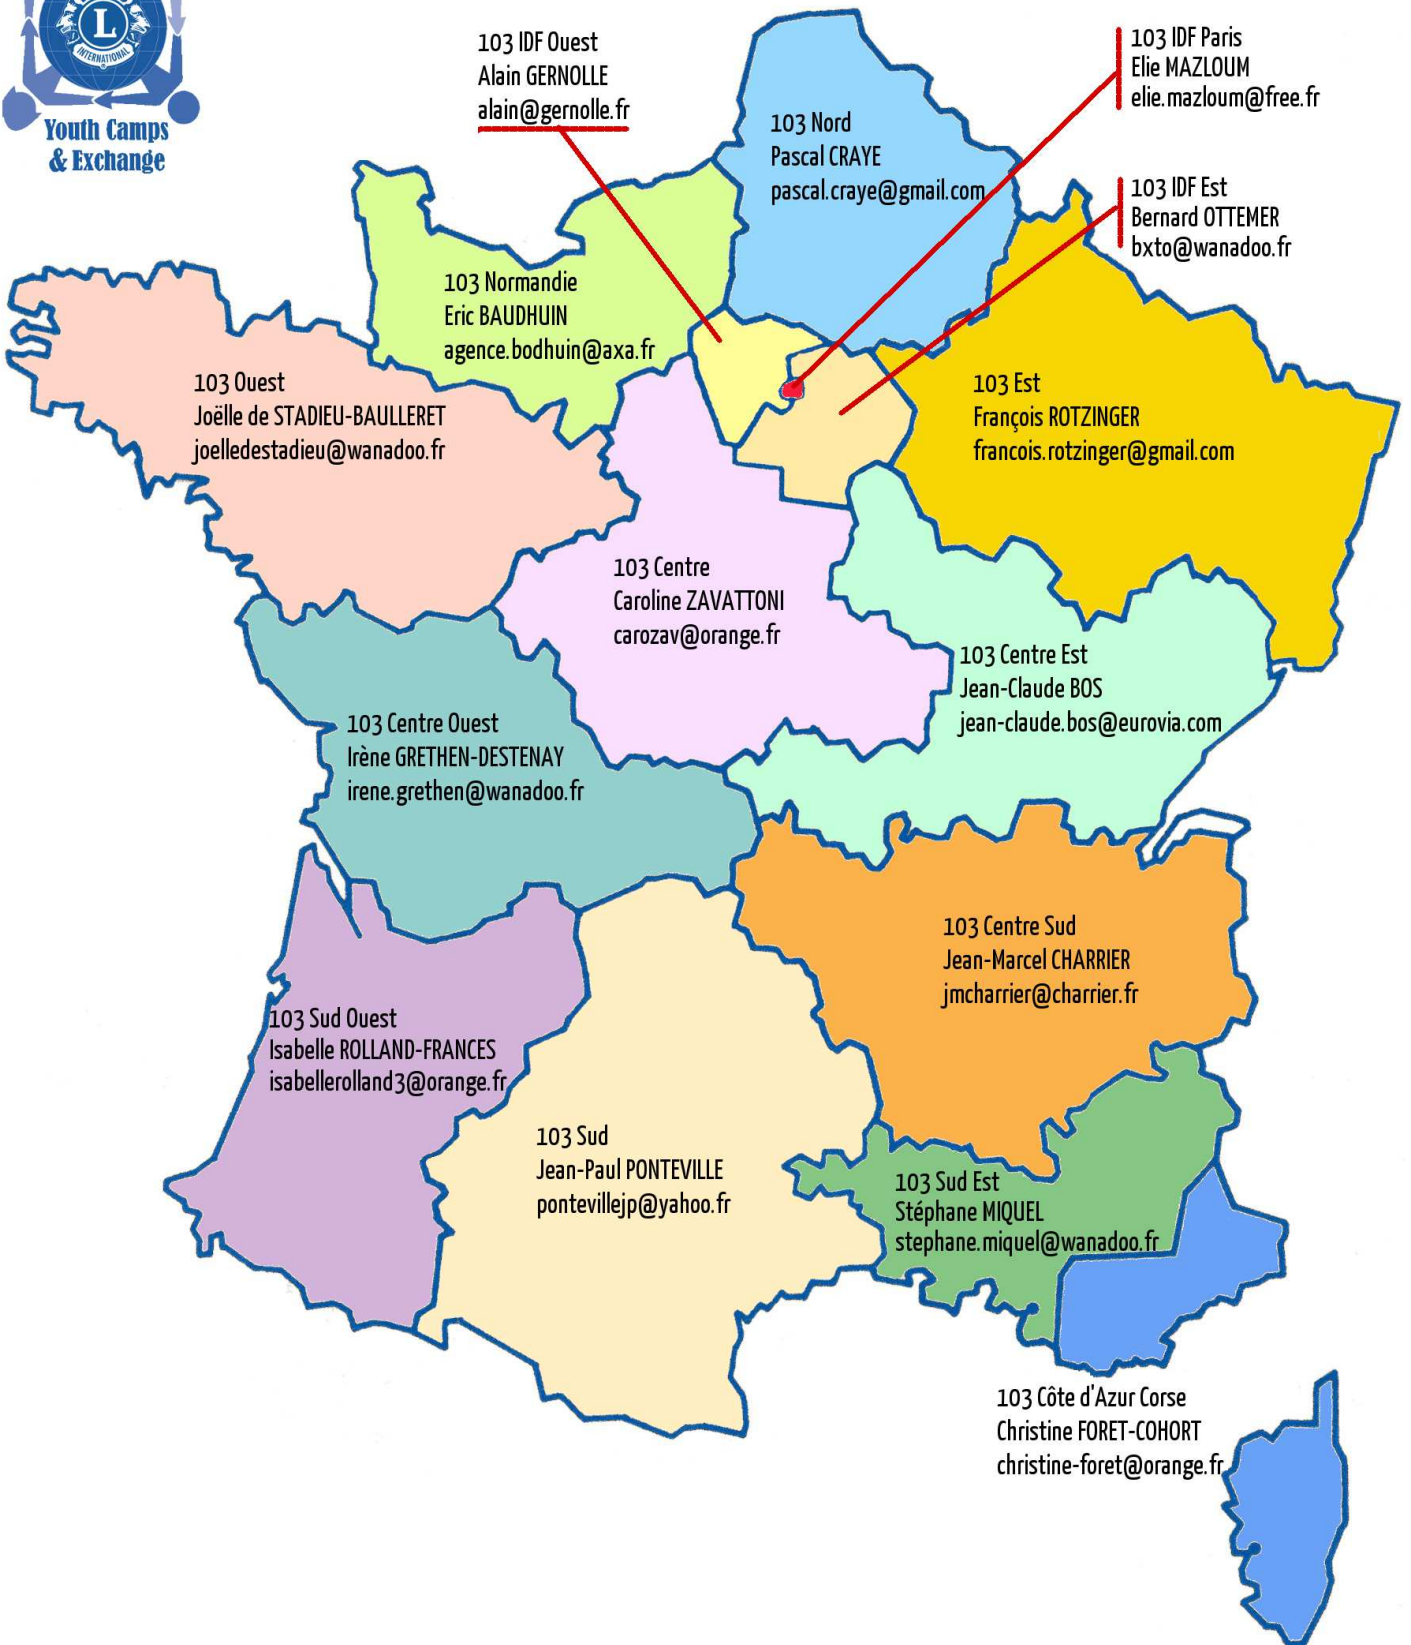 L
INTERNATIONAL
Youth Camps
& Exchange
103 IDF Ouest
Alain GERNOLLE
alain@gernolle.fr
103 IDF Paris
Elie MAZLOUM
elie.mazloum@free.fr
103 Nord
Pascal CRAYE
pascal.craye@gmail.com
103 IDF Est
Bernard OTTEMER
bxto@wanadoo.fr
103 Normandie
Eric BAUDHUIN
agence.bodhuin@axa.fr
103 Ouest
Joëlle de STADIEU-BAULLERET
joelledestadieu@wanadoo.fr
103 Est
François ROTZINGER
francois.rotzinger@gmail.com
103 Centre
Caroline ZAVATTONI
carozav@orange.fr
103 Centre Est
Jean-Claude BOS
jean-claude.bos@eurovia.com
103 Centre Ouest
Irène GRETHEN-DESTENAY
irene.grethen@wanadoo.fr
103 Centre Sud
Jean-Marcel CHARRIER
jmcharrier@charrier.fr
103 Sud Ouest
Isabelle ROLLAND-FRANCES
isabellerolland3@orange.fr
103 Sud
Jean-Paul PONTEVILLE
pontevillejp@yahoo.fr
103 Sud Est
Stéphane MIQUEL
stephane.miquel@wanadoo.fr
103 Côte d'Azur Corse
Christine FORET-COHORT
christine-foret@orange.fr